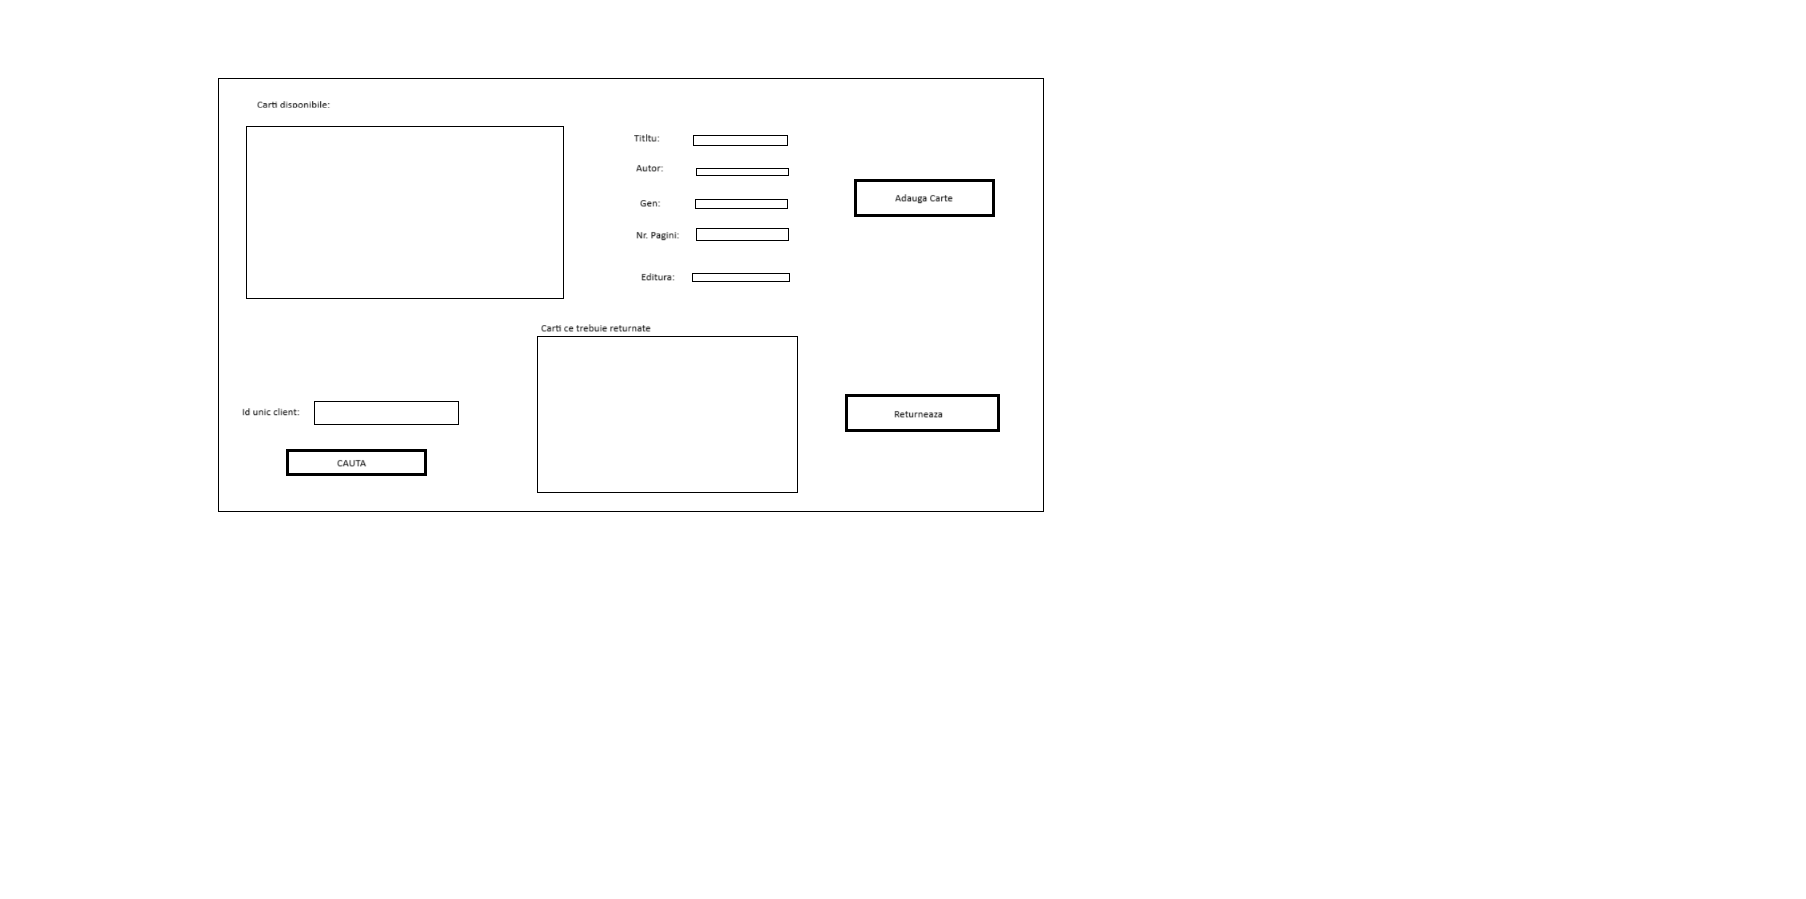 Carti disponibile:
Titltu:
Autor:
Adauga Carte
Gen:
Nr. Pagini:
Editura:
Carti ce trebuie returnate
Id unic client:
Returneaza
CAUTA